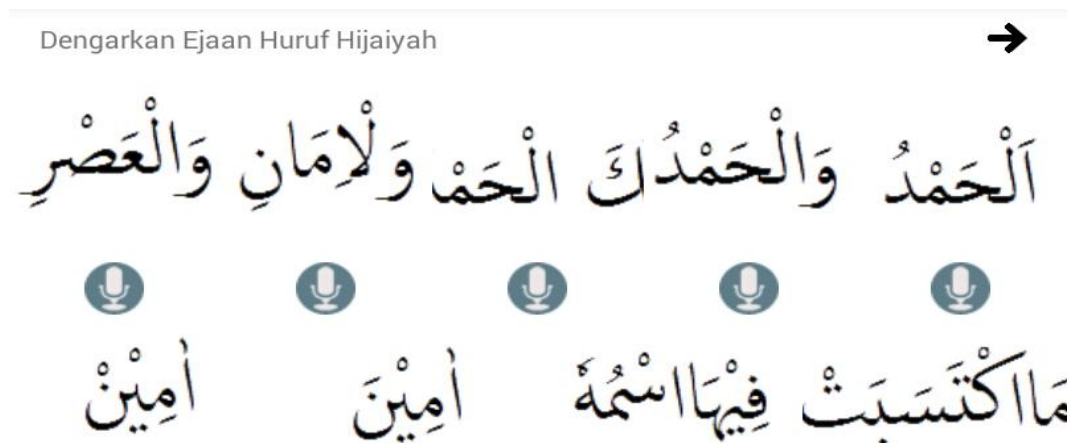 Dengarkan Ejaan Huruf Hijaiyah
اَلْحَمْدُ وَالْحَمْدُ كَ الْحَمْـ وَلْاِمَانِ وَالْعَصْرِ
مَااكْتَسَبَتْ فِيْهَااسْمُهٗ اٰمِيْنَ اٰمِيْنْ